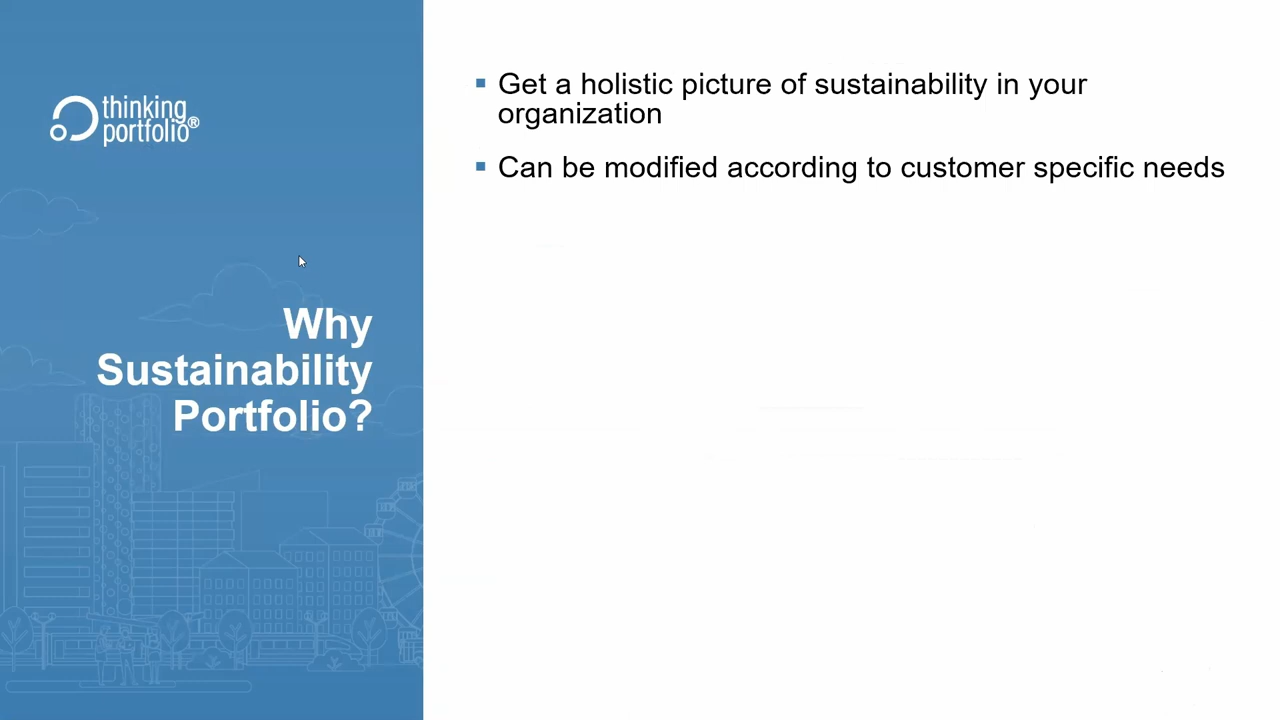 thinking
portfolio®
Why
Sustainability
Portfolio?
▪ Get a holistic picture of sustainability in your
organization
▪ Can be modified according to customer specific needs